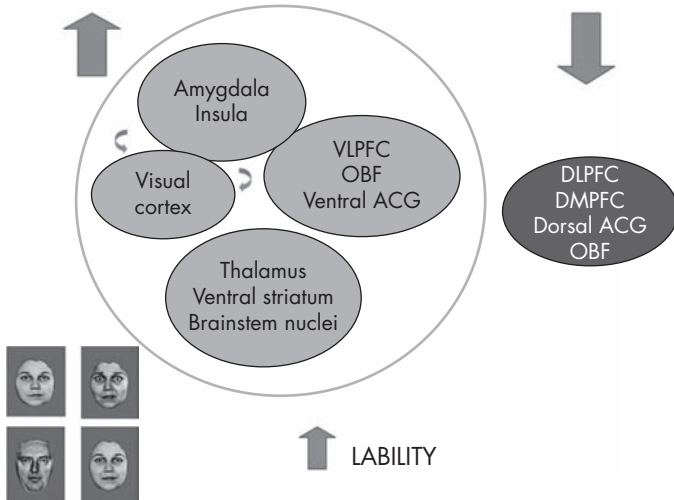 Amygdala
Insula
VLPFC
OBF
Ventral ACG
Visual
cortex
DLPFC
DMPFC
Dorsal ACG
OBF
Thalamus
Ventral striatum
Brainstem nuclei
LABILITY